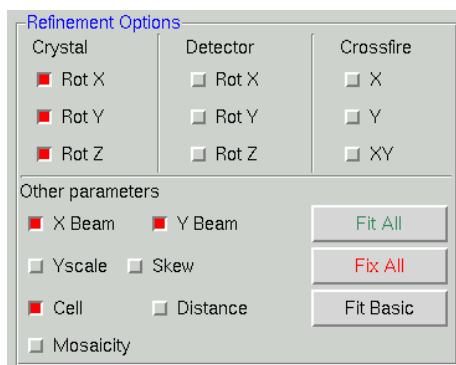 Refinement Options
Crystal Detector Crossfire
Rot X Rot X X
Rot Y Rot Y Y
Rot Z Rot Z XY
Other parameters
X Beam Y Beam Fit All
Yscale Skew Fix All
Cell Distance Fit Basic
Mosaicity